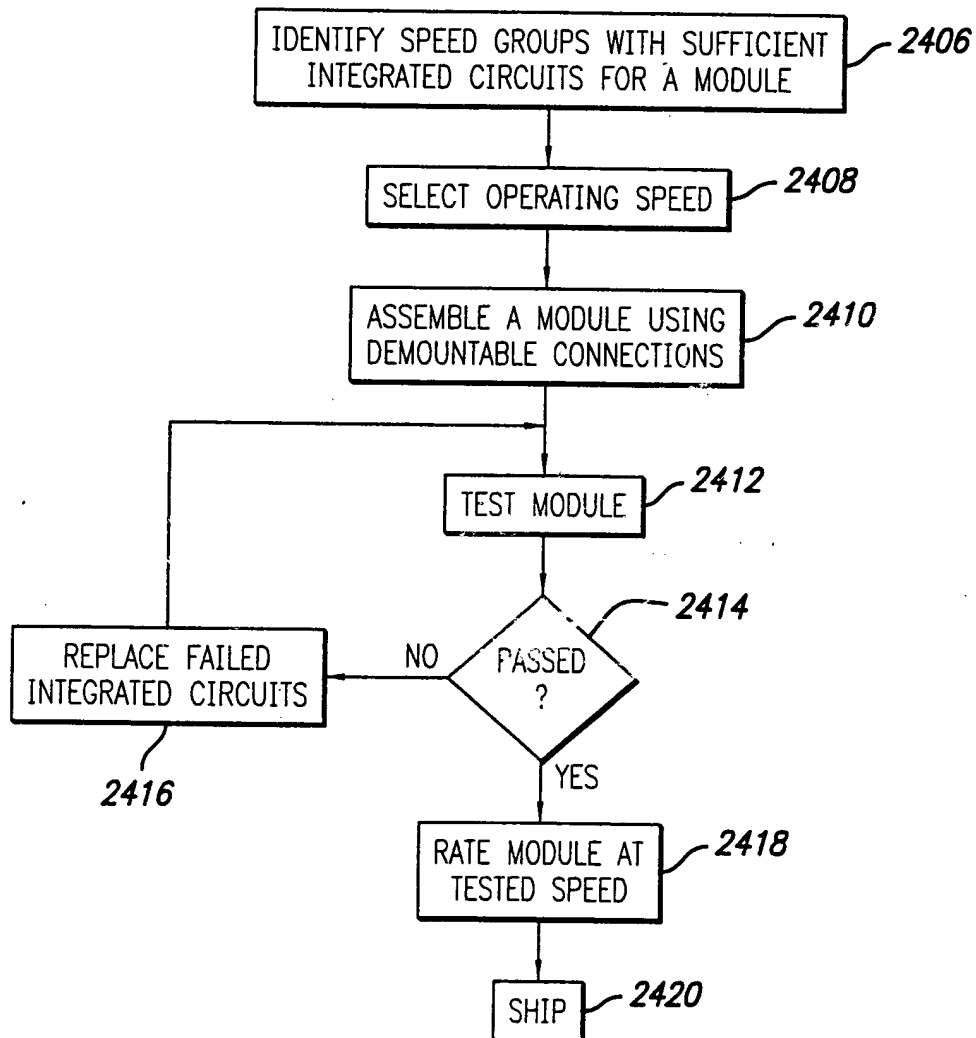 IDENTIFY SPEED GROUPS WITH SUFFICIENT
INTEGRATED CIRCUITS FOR A MODULE
2406
SELECT OPERATING SPEED
2408
ASSEMBLE A MODULE USING
DEMOUNTABLE CONNECTIONS
2410
TEST MODULE
2412
PASSED
?
2414
NO
REPLACE FAILED
INTEGRATED CIRCUITS
2416
YES
RATE MODULE AT
TESTED SPEED
2418
SHIP
2420